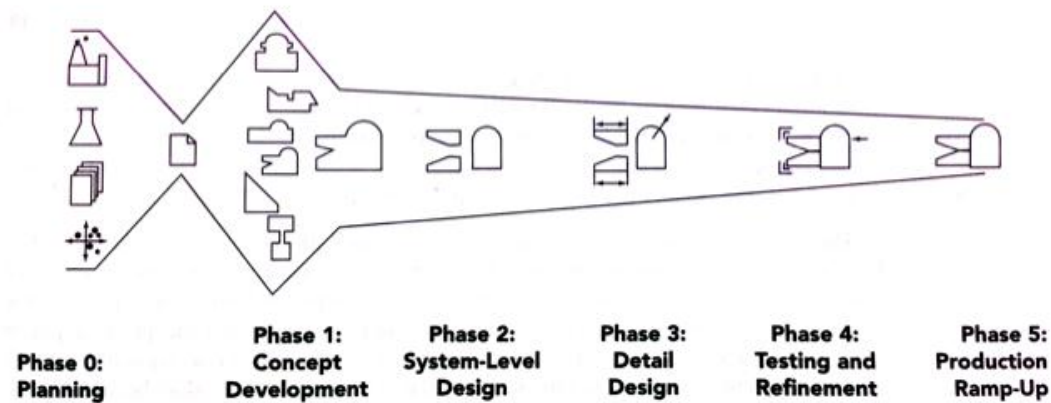 Phase 0:
Planning
Phase 1:
Concept
Development
Phase 2:
System-Level
Design
Phase 3:
Detail
Design
Phase 4:
Testing and
Refinement
Phase 5:
Production
Ramp-Up